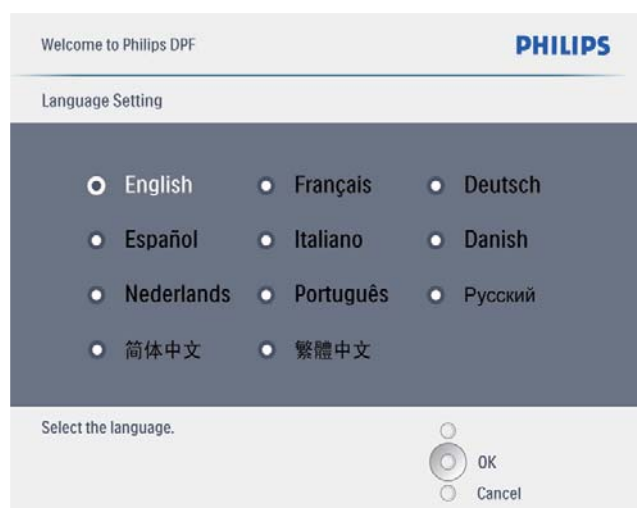 Welcome to Philips DPF
PHILIPS
Language Setting
English Français Deutsch
Español Italiano Danish
Nederlands Português Русский
简体中文 繁體中文
Select the language.
OK
Cancel